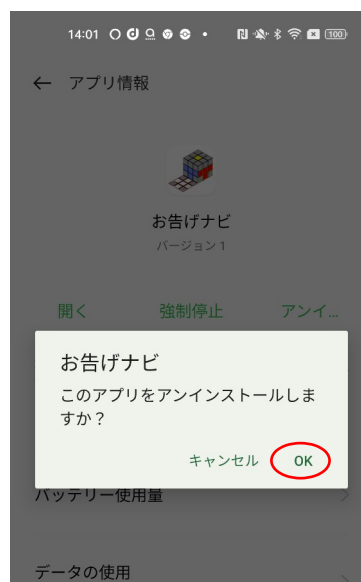 14:01
100
← アプリ情報
お告げナビ
バージョン 1
開く 強制停止 アンイ...
お告げナビ
このアプリをアンインストールしま
すか？
キャンセル OK
バッテリー使用量
データの使用